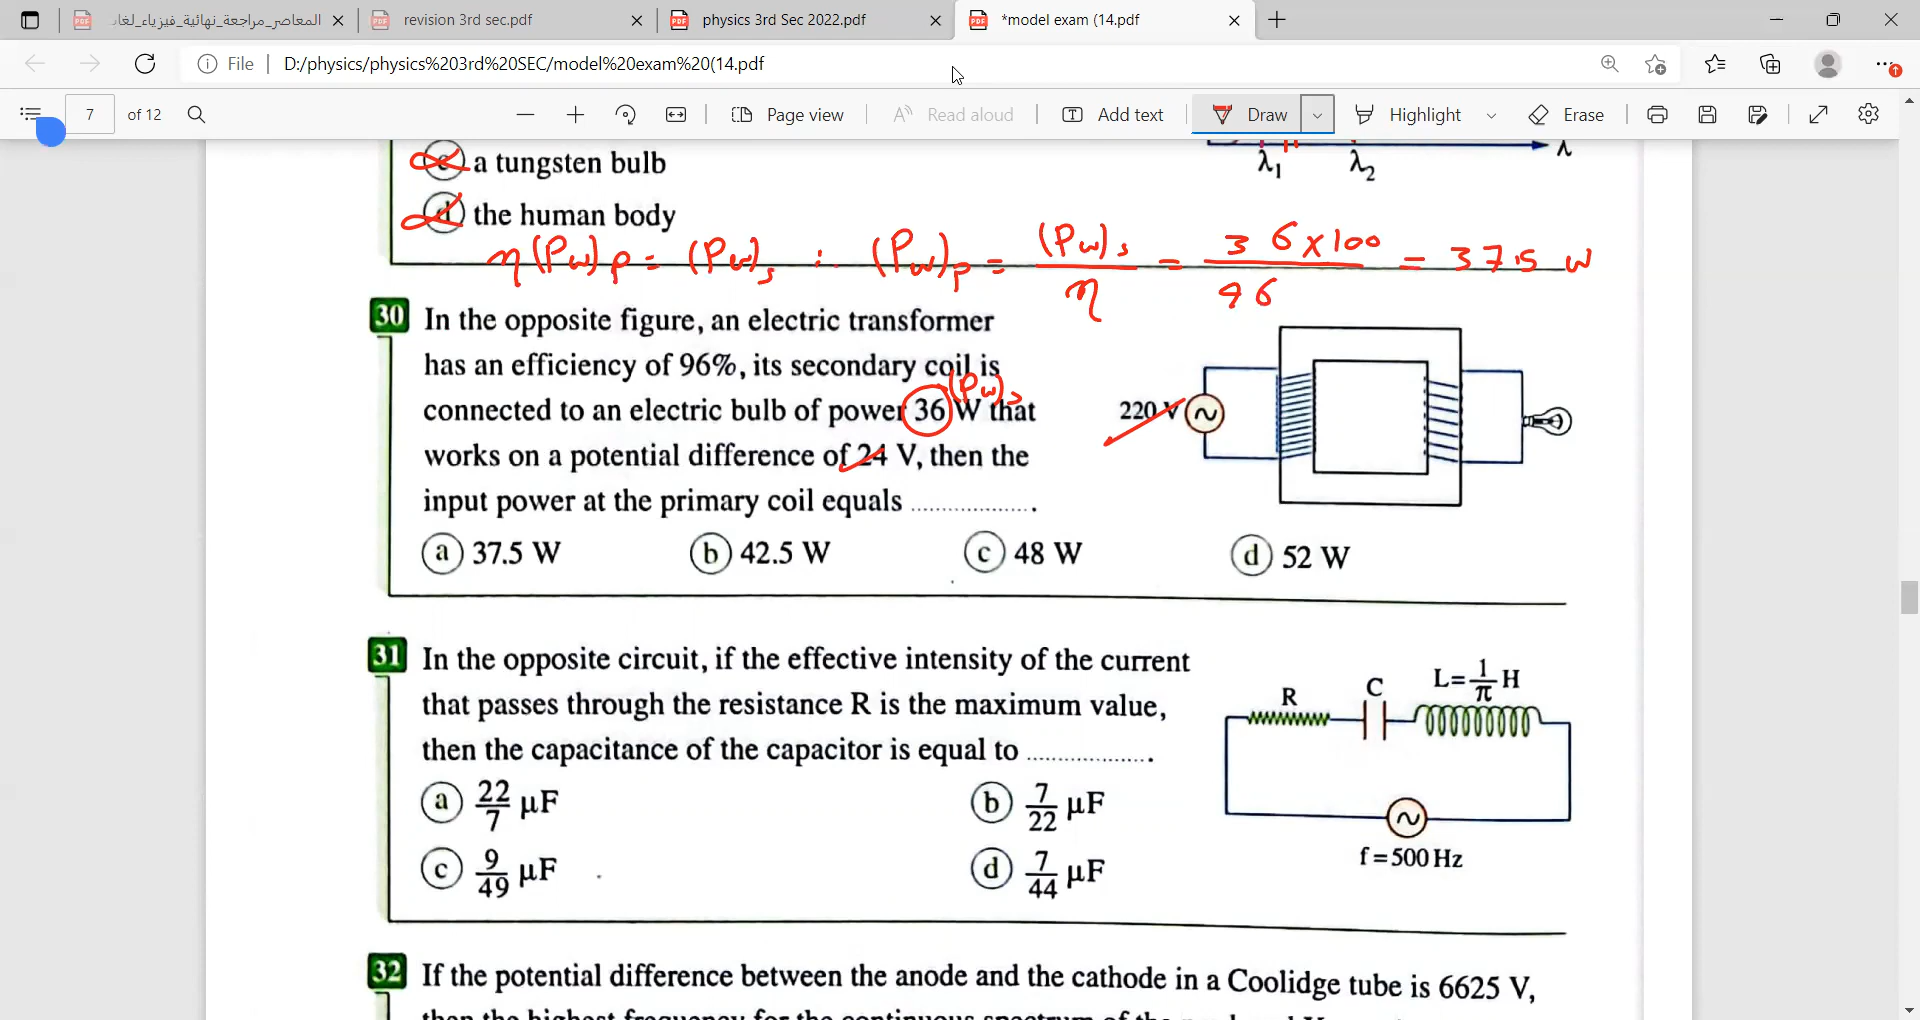 المعاصر_مراجعة_نهائية_فيزياء_لغات
revision 3rd sec.pdf
physics 3rd Sec 2022.pdf
*model exam (14.pdf
File | D:/physics/physics%203rd%20SEC/model%20exam%20(14.pdf
7 of 12
Page view
Read aloud
Add text
Draw
Highlight
Erase
c a tungsten bulb
λ1 λ2 λ
d the human body
η(Pw)p = (Pw)s ∴ (Pw)p = (Pw)s / η = 36 × 100 / 96 = 37.5 W
30 In the opposite figure, an electric transformer
has an efficiency of 96%, its secondary coil is
(Pw)s
connected to an electric bulb of power 36 W that
220 V
works on a potential difference of 24 V, then the
input power at the primary coil equals ................ .
a 37.5 W b 42.5 W c 48 W d 52 W
31 In the opposite circuit, if the effective intensity of the current
that passes through the resistance R is the maximum value,
then the capacitance of the capacitor is equal to ................ .
R C L=1/π H
a 22/7 μF b 7/22 μF
c 9/49 μF d 7/44 μF
f = 500 Hz
32 If the potential difference between the anode and the cathode in a Coolidge tube is 6625 V,